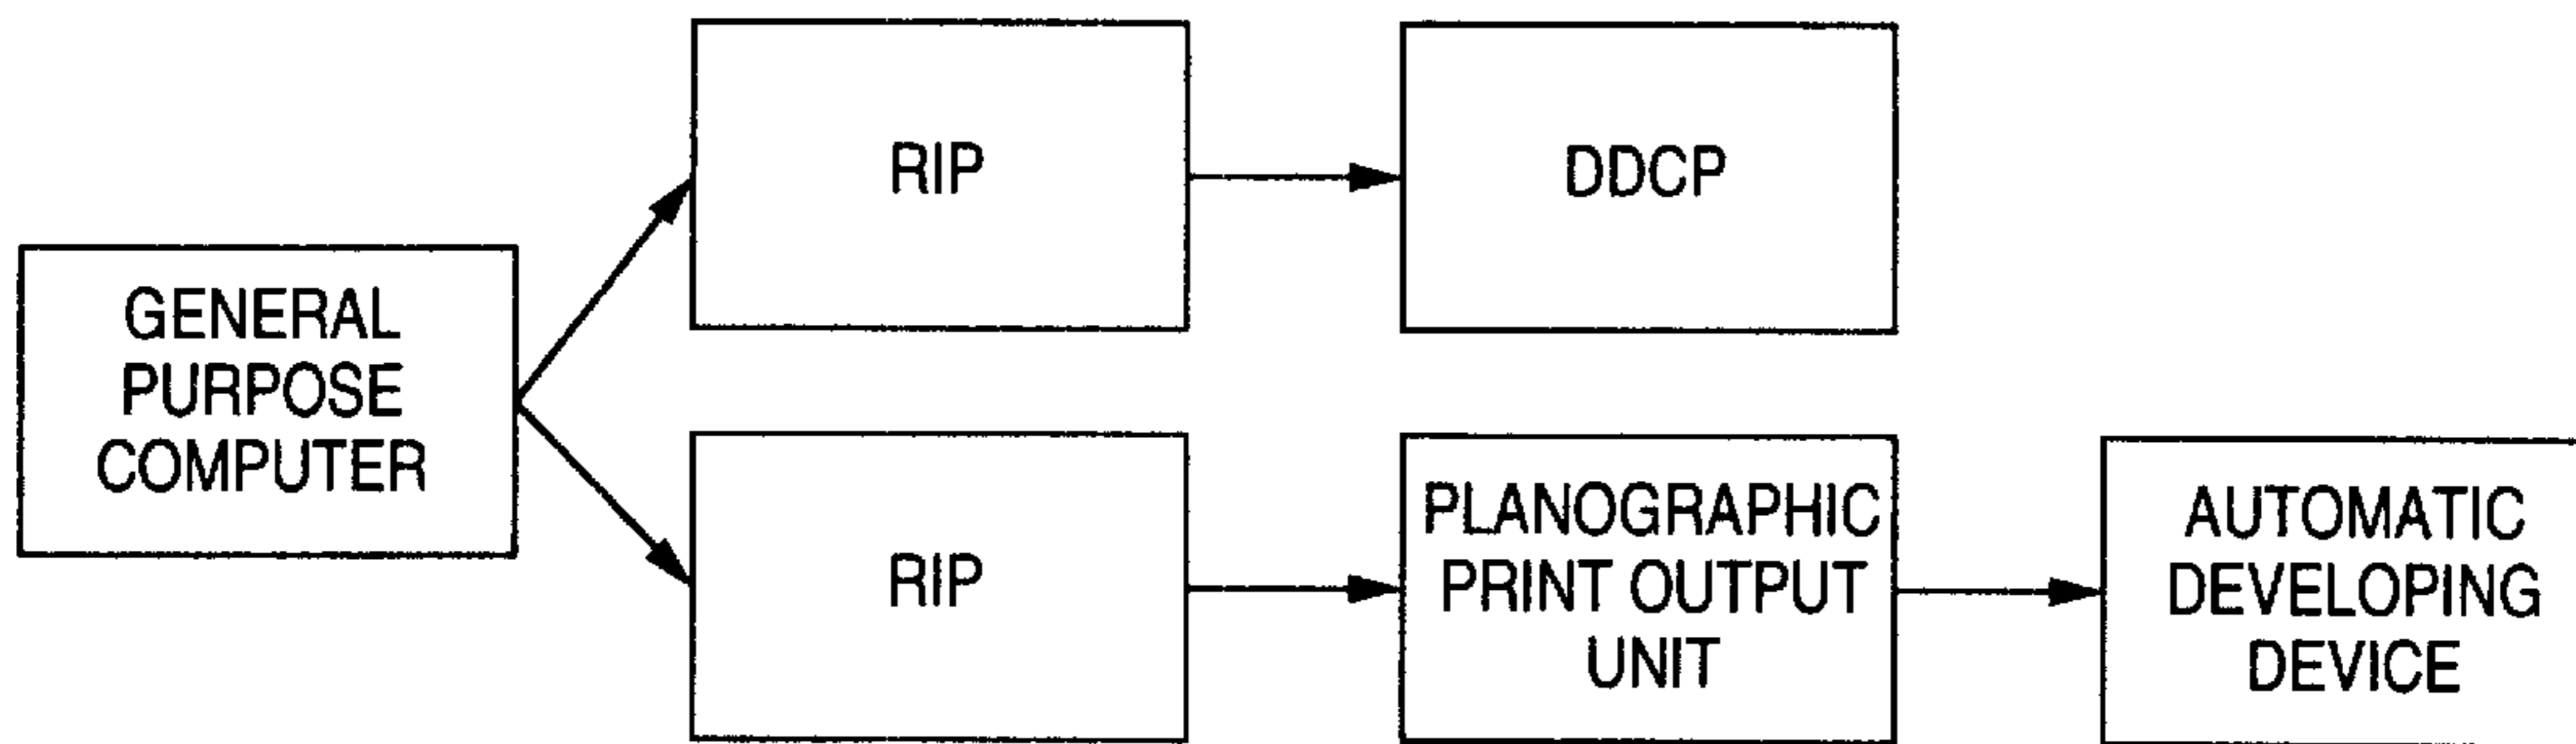 RIP
DDCP
GENERAL
PURPOSE
COMPUTER
RIP
PLANOGRAPHIC
PRINT OUTPUT
UNIT
AUTOMATIC
DEVELOPING
DEVICE